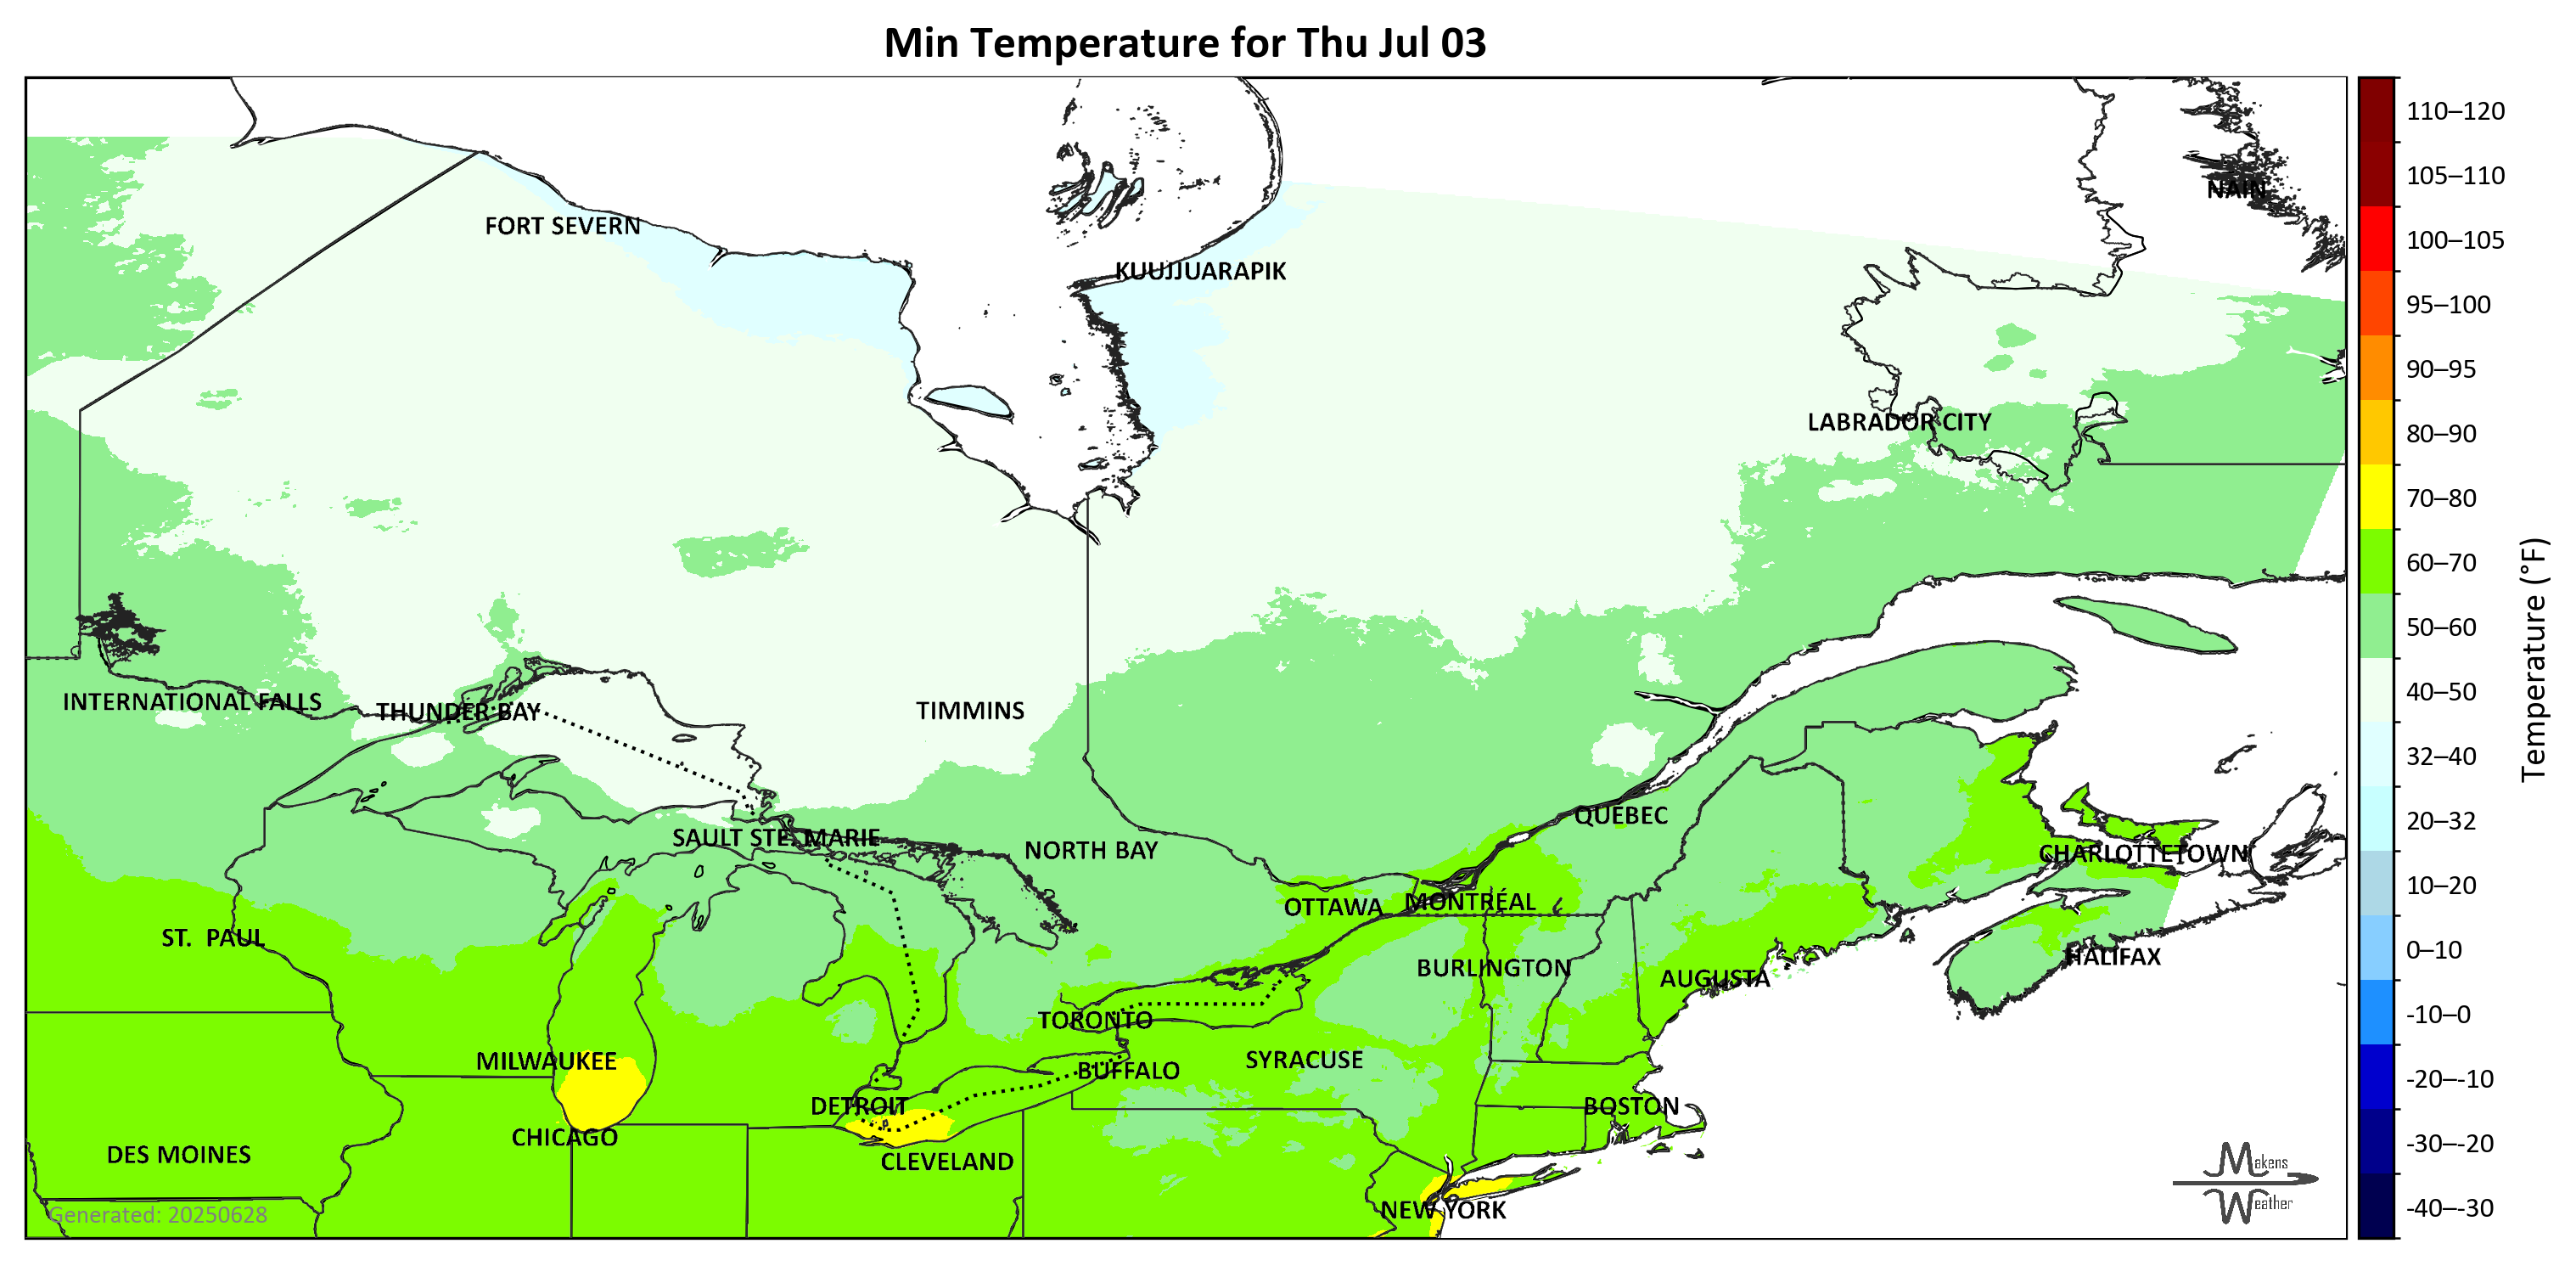 Min Temperature for Thu Jul 03
110–120
105–110
100–105
95–100
90–95
80–90
70–80
60–70
50–60
40–50
32–40
20–32
10–20
0–10
-10–0
-20–-10
-30–-20
-40–-30
Temperature (°F)
NAIN
FORT SEVERN
KUUJJUARAPIK
LABRADOR CITY
INTERNATIONAL FALLS
THUNDER BAY
TIMMINS
QUEBEC
SAULT STE. MARIE
NORTH BAY
CHARLOTTETOWN
OTTAWA
MONTRÉAL
ST. PAUL
HALIFAX
BURLINGTON
AUGUSTA
TORONTO
MILWAUKEE
BUFFALO
SYRACUSE
DETROIT
BOSTON
CHICAGO
DES MOINES
CLEVELAND
NEW YORK
Makens
Weather
Generated: 20250628